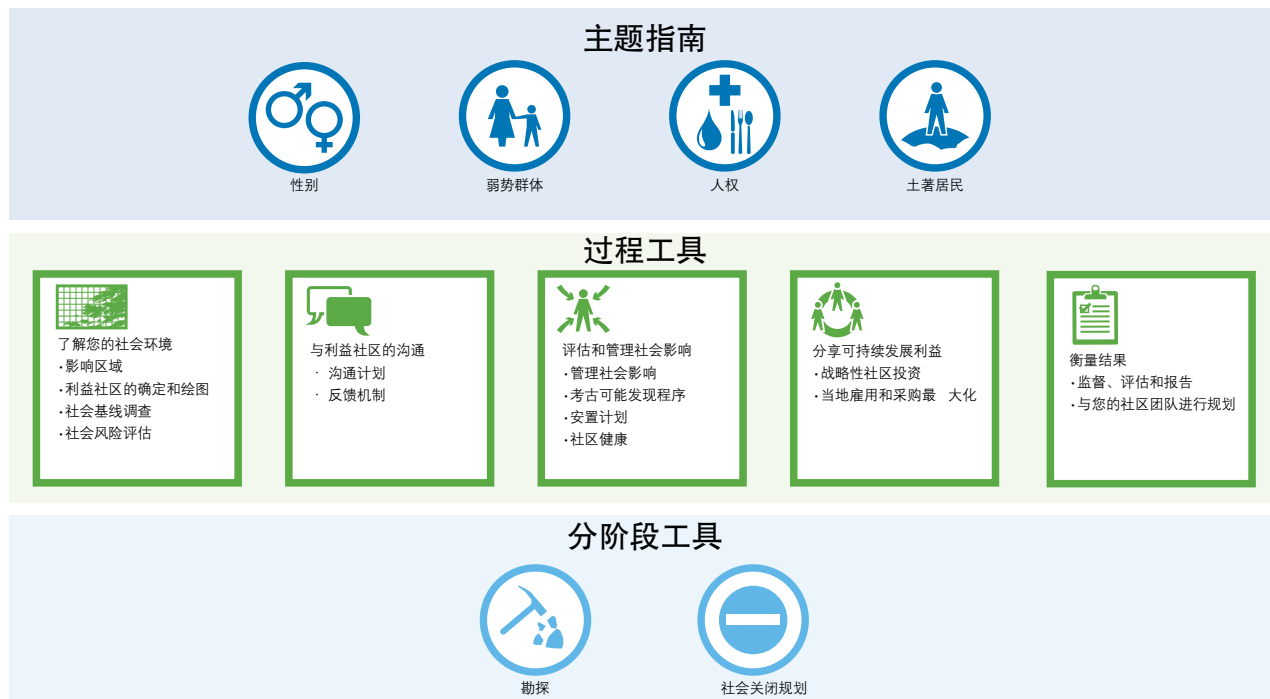 主题指南
性别
弱势群体
人权
土著居民
过程工具
了解您的社会环境
·影响区域
·利益社区的确定和绘图
·社会基线调查
·社会风险评估
与利益社区的沟通
· 沟通计划
· 反馈机制
评估和管理社会影响
·管理社会影响
·考古可能发现程序
·安置计划
·社区健康
分享可持续发展利益
·战略性社区投资
·当地雇用和采购最 大化
衡量结果
·监督、评估和报告
·与您的社区团队进行规划
分阶段工具
勘探
社会关闭规划